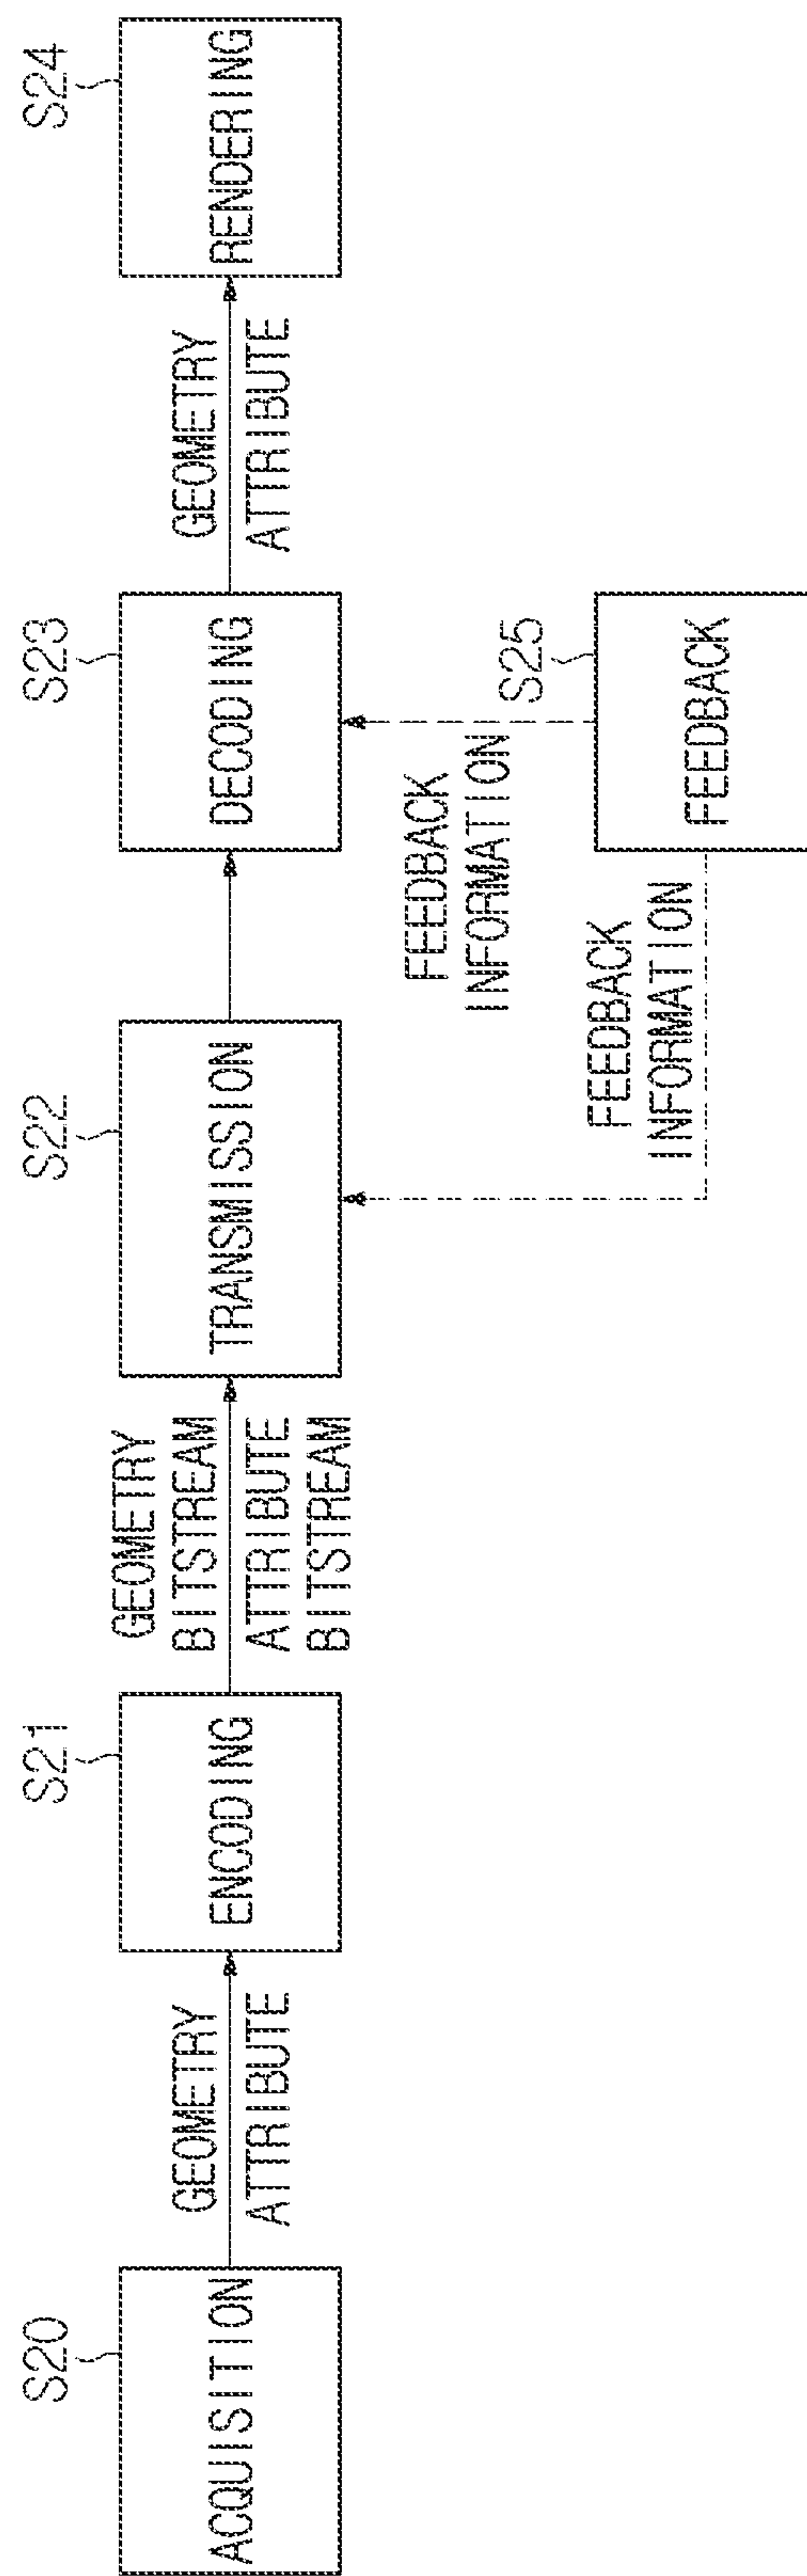 S20
ACQUISITION
GEOMETRY
ATTRIBUTE
S21
ENCODING
GEOMETRY
BITSTREAM
ATTRIBUTE
BITSTREAM
S22
TRANSMISSION
S23
DECODING
GEOMETRY
ATTRIBUTE
S24
RENDERING
FEEDBACK
INFORMATION
FEEDBACK
INFORMATION
S25
FEEDBACK